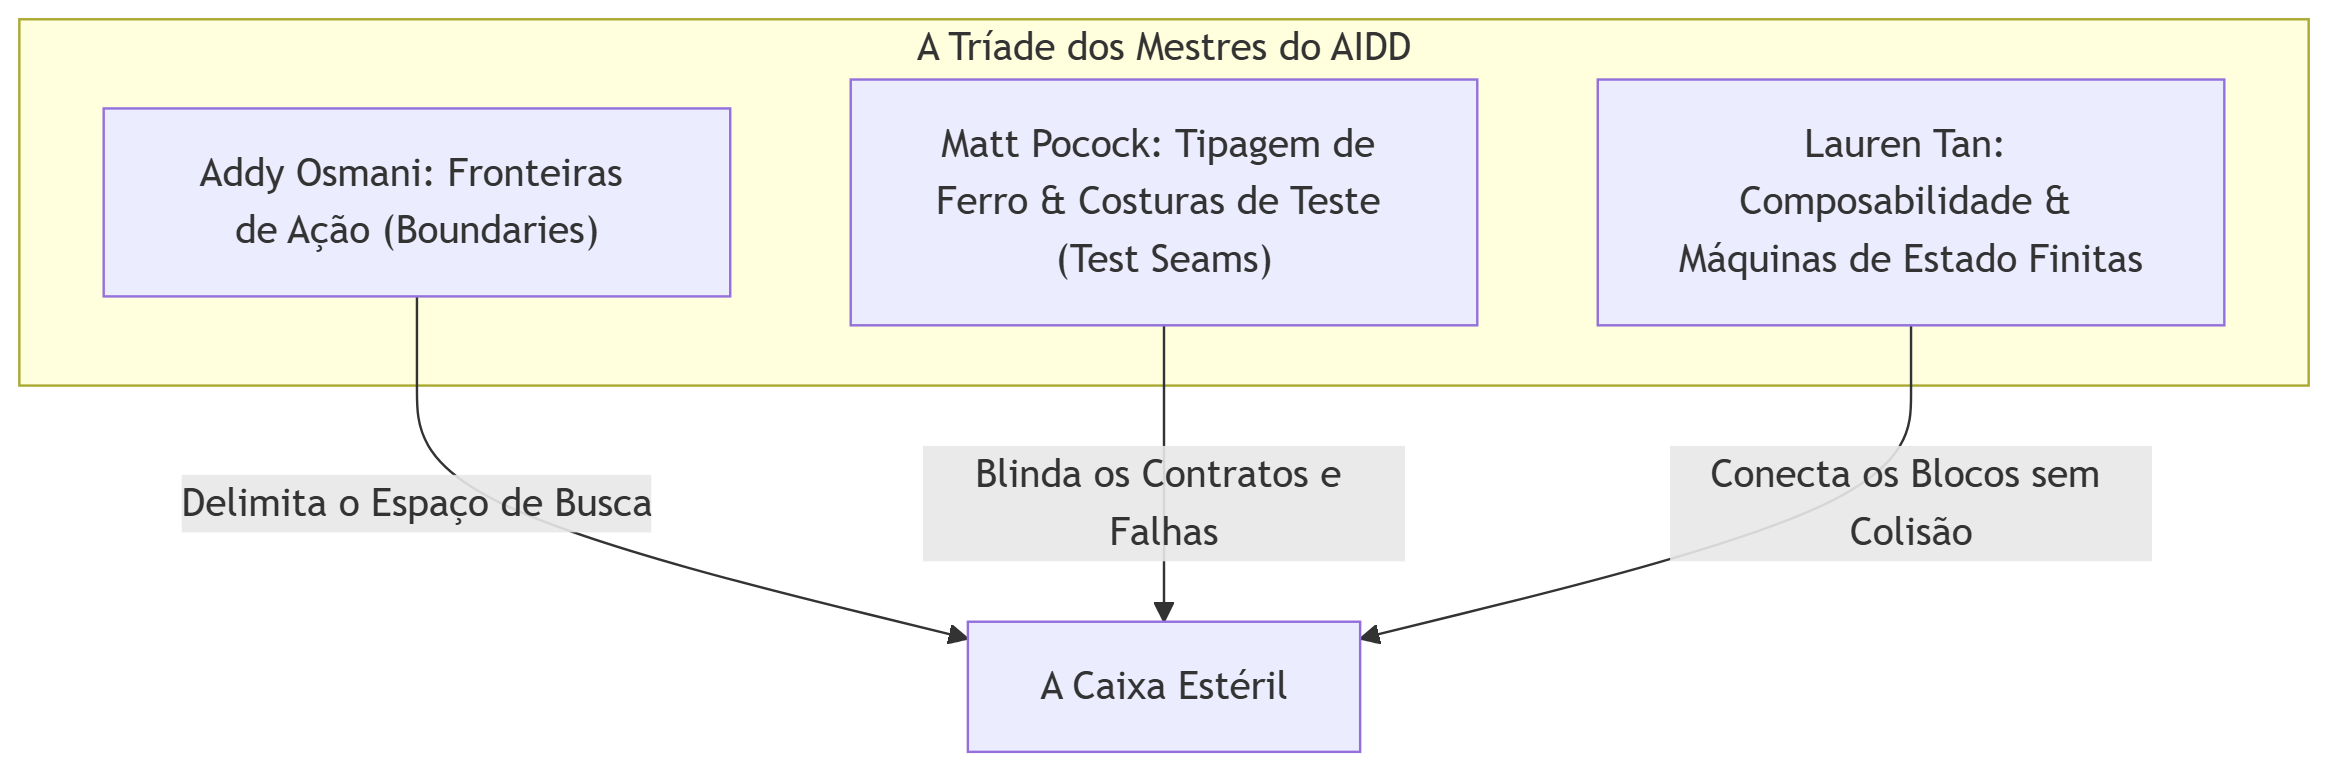 A Tríade dos Mestres do AIDD
Addy Osmani: Fronteiras
de Ação (Boundaries)
Matt Pocock: Tipagem de
Ferro & Costuras de Teste
(Test Seams)
Lauren Tan:
Composabilidade &
Máquinas de Estado Finitas
Delimita o Espaço de Busca
Blinda os Contratos e
Falhas
Conecta os Blocos sem
Colisão
A Caixa Estéril